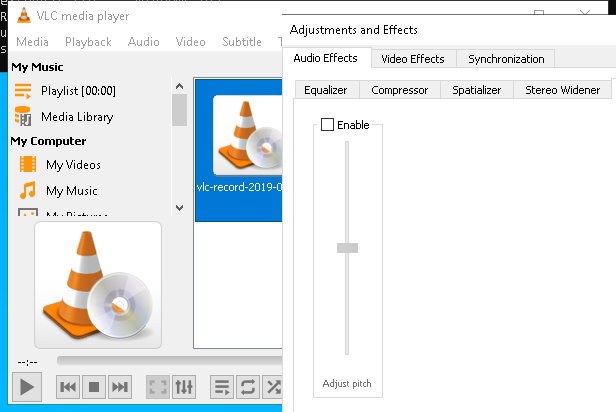 VLC media player
Media Playback Audio Video Subtitle T
My Music
Playlist [00:00]
Media Library
My Computer
My Videos
My Music
My Pictures
vlc-record-2019-0
--:--
Adjustments and Effects
Audio Effects Video Effects Synchronization
Equalizer Compressor Spatializer Stereo Widener
Enable
Adjust pitch